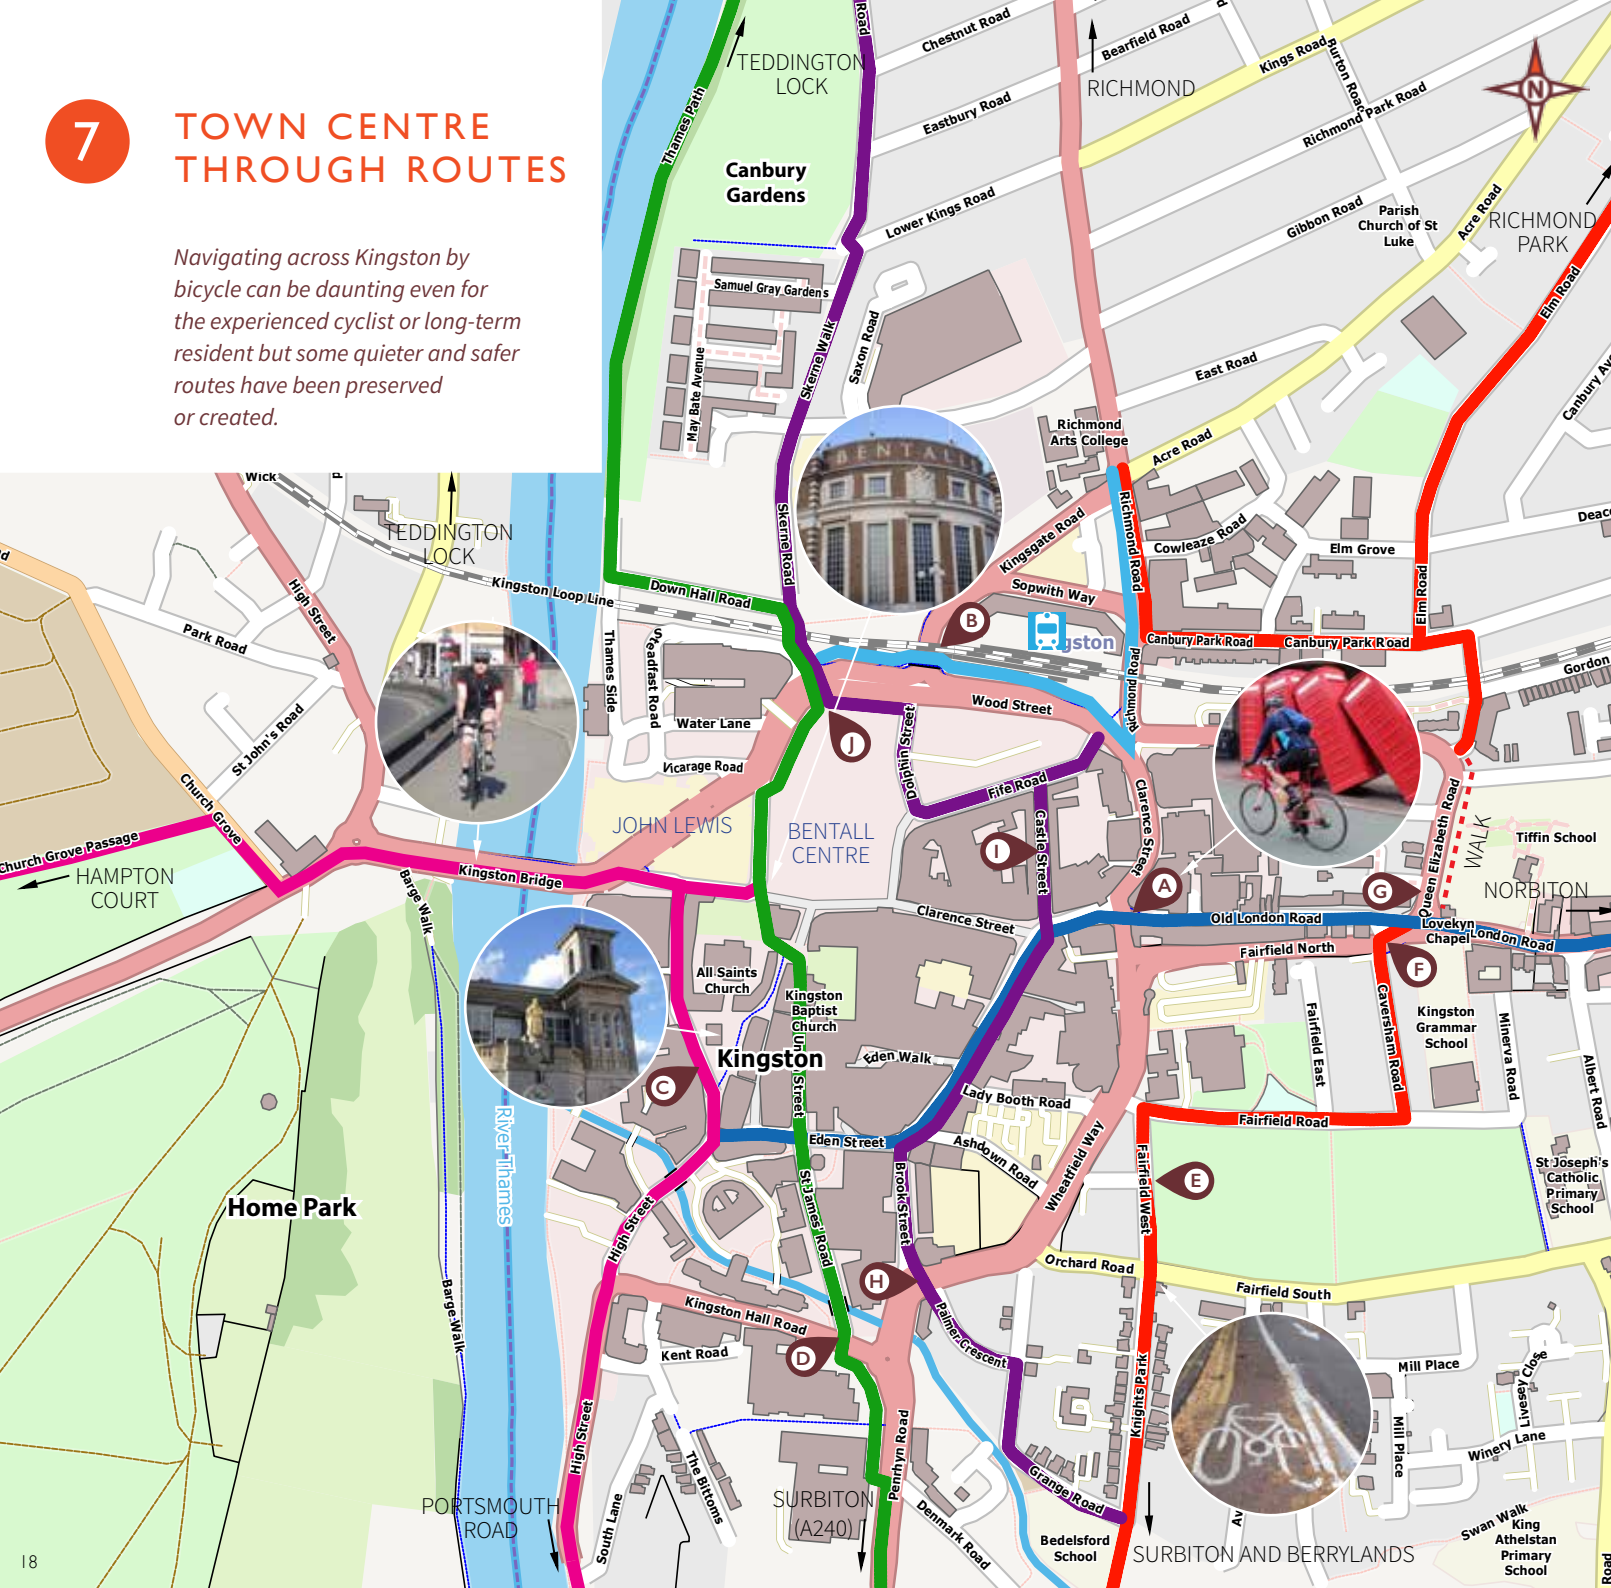 7
TOWN CENTRE
THROUGH ROUTES
Navigating across Kingston by
bicycle can be daunting even for
the experienced cyclist or long-term
resident but some quieter and safer
routes have been preserved
or created.
TEDDINGTON
LOCK
Road
Chestnut Road
Bearfield Road
RICHMOND
Kings Road
Burton Road
N
Thames Path
Eastbury Road
Richmond Park Road
Canbury
Gardens
Lower Kings Road
Gibbon Road
Parish
Church of St
Luke
Acre Road
RICHMOND
PARK
Samuel Gray Gardens
Skerne Walk
Saxon Road
May Bate Avenue
East Road
Elm Road
Canbury Av
Richmond
Arts College
Acre Road
BENTALL
Wick
TEDDINGTON
LOCK
Skerne Road
Kingsgate Road
Richmond Road
Cowleaze Road
Elm Grove
Deac
Kingston Loop Line
Down Hall Road
Sopwith Way
Elm Road
High Street
Park Road
B
gston
Canbury Park Road
Canbury Park Road
Gordon
Thames Side
Steadfast Road
Richmond Road
Water Lane
Wood Street
St John's Road
J
Dolphin Street
Vicarage Road
Fife Road
Church Grove
Clarence Street
Queen Elizabeth Road
WALK
Tiffin School
JOHN LEWIS
BENTALL
CENTRE
Castle Street
I
Church Grove Passage
HAMPTON
COURT
Kingston Bridge
Barge Walk
A
G
NORBITON
Clarence Street
Old London Road
Lovekyn
Chapel
London Road
Fairfield North
F
All Saints
Church
Kingston
Baptist
Church
Caversham Road
Fairfield East
Kingston
Grammar
School
Minerva Road
Albert Road
Kingston
Eden Walk
C
Street
Lady Booth Road
River Thames
Eden Street
Ashdown Road
Wheatfield Way
Fairfield Road
Home Park
High Street
St James' Road
Brook Street
Fairfield West
E
St Joseph's
Catholic
Primary
School
Orchard Road
H
Fairfield South
Barge Walk
Kingston Hall Road
Palmer Crescent
D
Kent Road
Knights Park
Mill Place
Livesey Close
High Street
Penrhyn Road
Mill Place
Winery Lane
The Bittoms
Grange Road
PORTSMOUTH
ROAD
South Lane
SURBITON
(A240)
Denmark Road
Bedelsford
School
Av
Swan Walk
King
Athelstan
Primary
School
SURBITON AND BERRYLANDS
Road
18